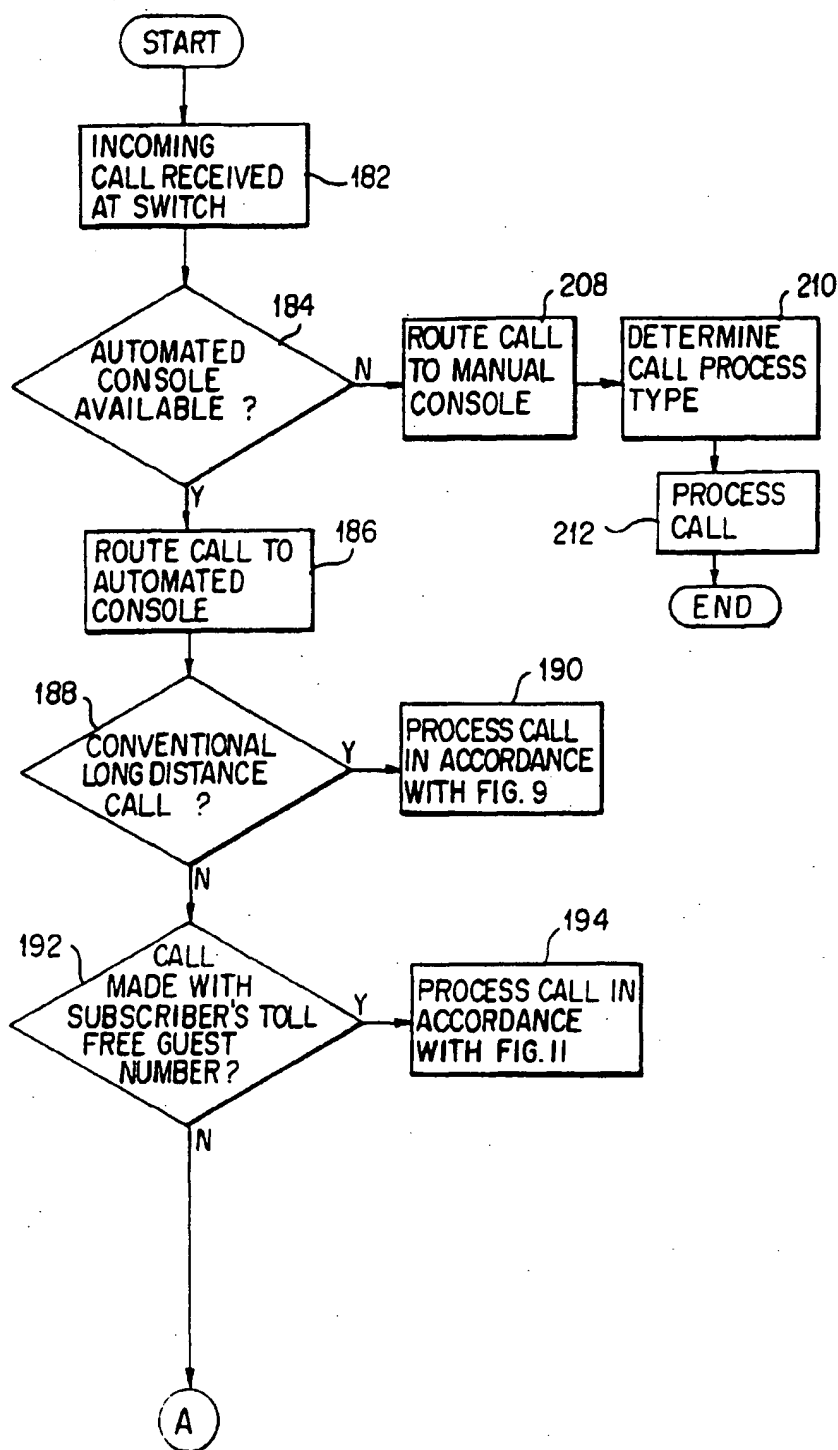 START
INCOMING
CALL RECEIVED
AT SWITCH
182
184
AUTOMATED
CONSOLE
AVAILABLE ?
N
Y
208
ROUTE CALL
TO MANUAL
CONSOLE
210
DETERMINE
CALL PROCESS
TYPE
212
PROCESS
CALL
END
ROUTE CALL TO
AUTOMATED
CONSOLE
186
188
CONVENTIONAL
LONG DISTANCE
CALL ?
Y
N
190
PROCESS CALL
IN ACCORDANCE
WITH FIG. 9
192
CALL
MADE WITH
SUBSCRIBER'S TOLL
FREE GUEST
NUMBER?
Y
N
194
PROCESS CALL IN
ACCORDANCE
WITH FIG. 11
A